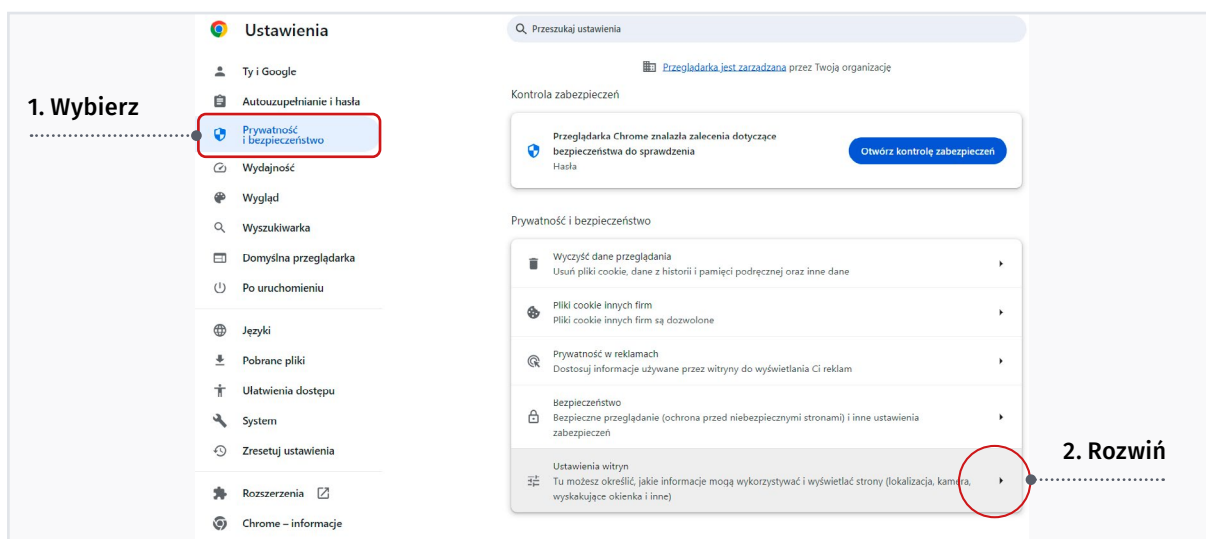 Ustawienia
Przeszukaj ustawienia
Ty i Google
Przegladarka jest zarzadzana przez Twoją organizację
Autouzupełnianie i hasła
Kontrola zabezpieczeń
1. Wybierz
Prywatność
i bezpieczeństwo
Przeglądarka Chrome znalazła zalecenia dotyczące
bezpieczeństwa do sprawdzenia
Hasła
Otwórz kontrolę zabezpieczeń
Wydajność
Wygląd
Wyszukiwarka
Domyślna przeglądarka
Po uruchomieniu
Języki
Pobrane pliki
Ułatwienia dostępu
System
Zresetuj ustawienia
Rozszerzenia
Chrome – informacje
Prywatność i bezpieczeństwo
Wyczyść dane przeglądania
Usuń pliki cookie, dane z historii i pamięci podręcznej oraz inne dane
Pliki cookie innych firm
Pliki cookie innych firm są dozwolone
Prywatność w reklamach
Dostosuj informacje używane przez witryny do wyświetlania Ci reklam
Bezpieczeństwo
Bezpieczne przeglądanie (ochrona przed niebezpiecznymi stronami) i inne ustawienia
zabezpieczeń
Ustawienia witryn
Tu możesz określić, jakie informacje mogą wykorzystywać i wyświetlać strony (lokalizacja, kamera,
wyskakujące okienka i inne)
2. Rozwiń